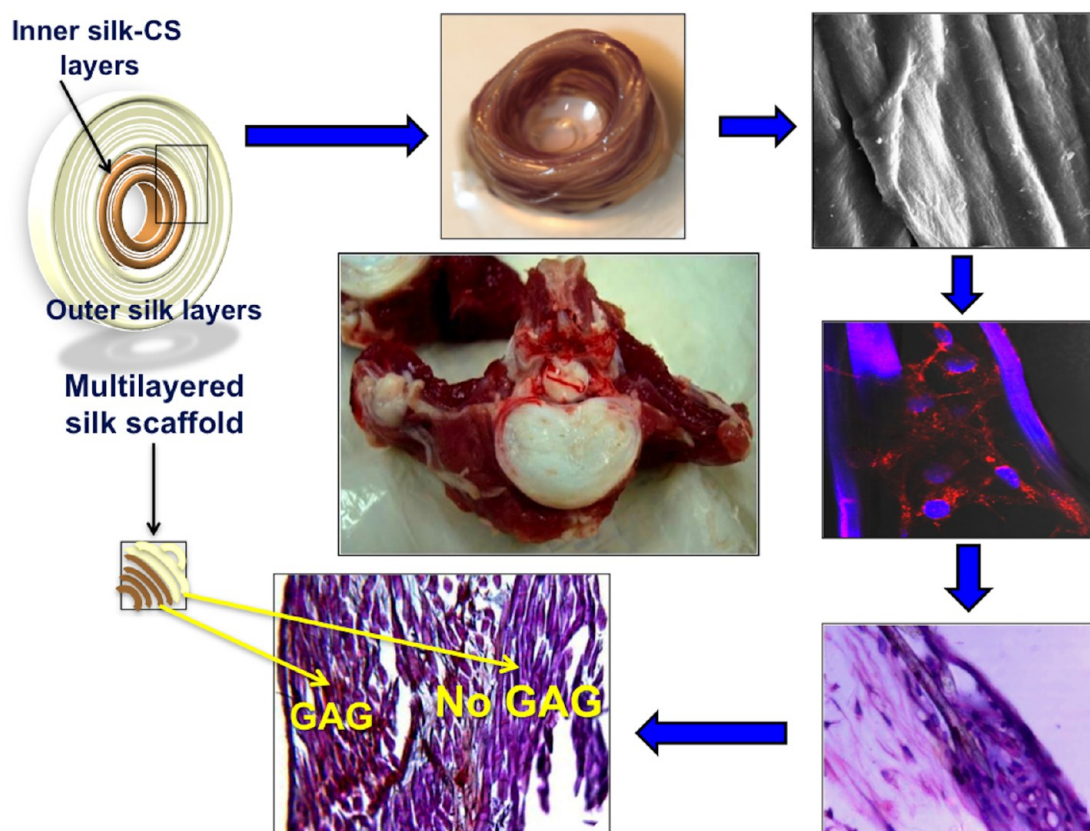 Inner silk-CS
layers
Outer silk layers
Multilayered
silk scaffold
GAG
No GAG